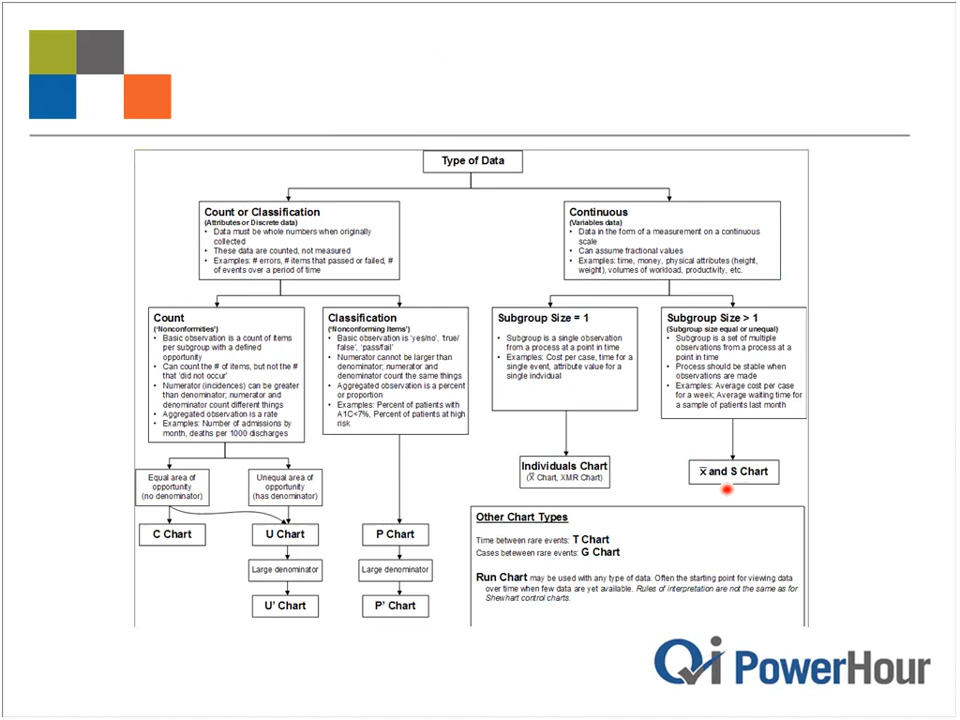 Type of Data
Count or Classification
(Attributes or Discrete data)
• Data must be whole numbers when originally
collected
• These data are counted, not measured
• Examples: # errors, # items that passed or failed, #
of events over a period of time
Continuous
(Variables data)
• Data in the form of a measurement on a continuous
scale
• Can assume fractional values
• Examples: time, money, physical attributes (height,
weight), volumes of workload, productivity, etc.
Count
('Nonconformities')
• Basic observation is a count of items
per subgroup with a defined
opportunity
• Can count the # of items, but not the #
that 'did not occur'
• Numerator (incidences) can be greater
than denominator; numerator and
denominator count different things
• Aggregated observation is a rate
• Examples: Number of admissions by
month, deaths per 1000 discharges
Classification
('Nonconforming Items')
• Basic observation is 'yes/no', 'true/
false', 'pass/fail'
• Numerator cannot be larger than
denominator; numerator and
denominator count the same things
• Aggregated observation is a percent
or proportion
• Examples: Percent of patients with
A1C<7%, Percent of patients at high
risk
Subgroup Size = 1
• Subgroup is a single observation
from a process at a point in time
• Examples: Cost per case, time for a
single event, attribute value for a
single individual
Subgroup Size > 1
(Subgroup size equal or unequal)
• Subgroup is a set of multiple
observations from a process at a
point in time
• Process should be stable when
observations are made
• Examples: Average cost per case
for a week; Average waiting time for
a sample of patients last month
Equal area of
opportunity
(no denominator)
Unequal area of
opportunity
(has denominator)
Individuals Chart
(X̅ Chart, XMR Chart)
x̅ and S Chart
C Chart
U Chart
P Chart
Large denominator
Large denominator
U' Chart
P' Chart
Other Chart Types
Time between rare events: T Chart
Cases beteween rare events: G Chart
Run Chart may be used with any type of data. Often the starting point for viewing data
over time when few data are yet available. Rules of interpretation are not the same as for
Shewhart control charts.
Qi PowerHour